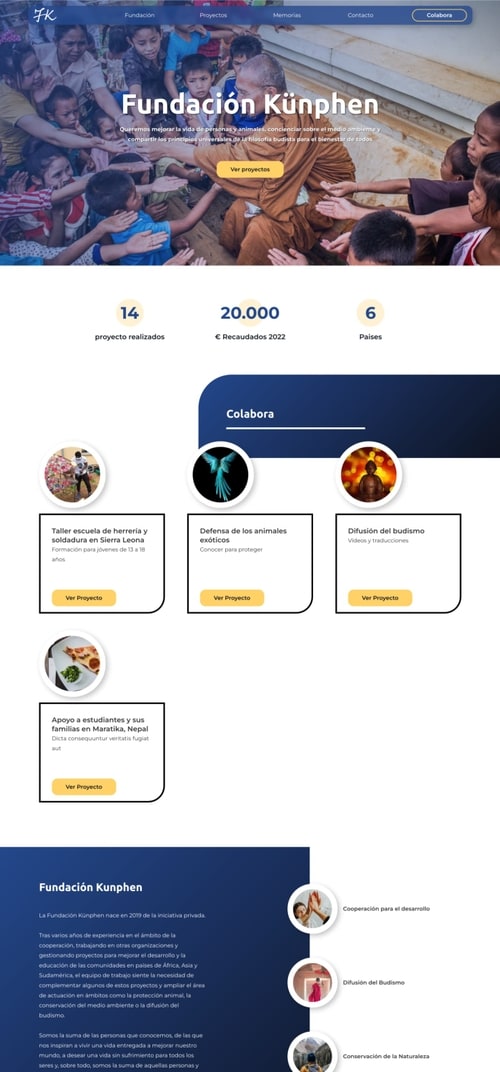 FK
Fundación
Proyectos
Memorias
Contacto
Colabora
Fundación Künphen
Queremos mejorar la vida de personas y animales, concienciar sobre el medio ambiente y
compartir los principios universales de la filosofía budista para el bienestar de todos.
Ver proyectos
14
proyecto realizados
20.000
€ Recaudados 2022
6
Paises
Colabora
Taller escuela de herrería y
soldadura en Sierra Leona
Formación para jóvenes de 13 a 18
años
Ver Proyecto
Defensa de los animales
exóticos
Conocer para proteger
Ver Proyecto
Difusión del budismo
Vídeos y traducciones
Ver Proyecto
Apoyo a estudiantes y sus
familias en Maratika, Nepal
Dicta consequuntur veritatis fugiat
aut
Ver Proyecto
Fundación Kunphen
La Fundación Künphen nace en 2019 de la iniciativa privada.
Tras varios años de experiencia en el ámbito de la
cooperación, trabajando en otras organizaciones y
gestionando proyectos para mejorar el desarrollo y la
educación de las comunidades en países de África, Asia y
Sudamérica, el equipo de trabajo siente la necesidad de
complementar algunos de estos proyectos y ampliar el área
de actuación en ámbitos como la protección animal, la
conservación del medio ambiente o la difusión del
budismo.
Somos la suma de las personas que conocemos, de las que
nos inspiran a vivir una vida entregada a mejorar nuestro
mundo, a desear una vida sin sufrimiento para todos los
seres y, sobre todo, somos la suma de aquellas personas y
Cooperación para el desarrollo
Difusión del Budismo
Conservación de la Naturaleza